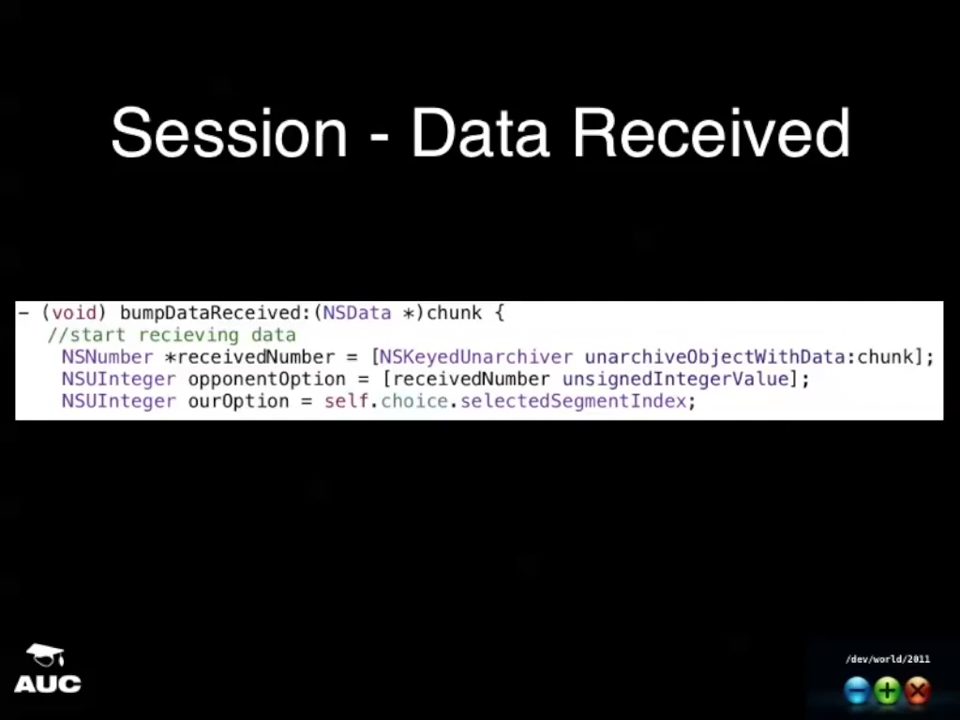 Session - Data Received
- (void) bumpDataReceived:(NSData *)chunk {
//start recieving data
NSNumber *receivedNumber = [NSKeyedUnarchiver unarchiveObjectWithData:chunk];
NSUInteger opponentOption = [receivedNumber unsignedIntegerValue];
NSUInteger ourOption = self.choice.selectedSegmentIndex;
AUC
/dev/world/2011